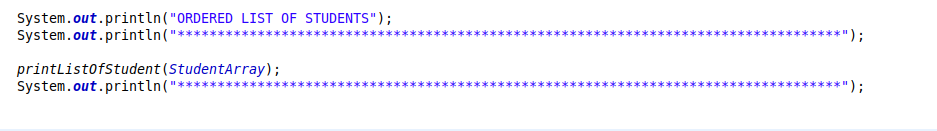 System.out.println("ORDERED LIST OF STUDENTS");
System.out.println("***********************************************************************************");
printListOfStudent(StudentArray);
System.out.println("***********************************************************************************");